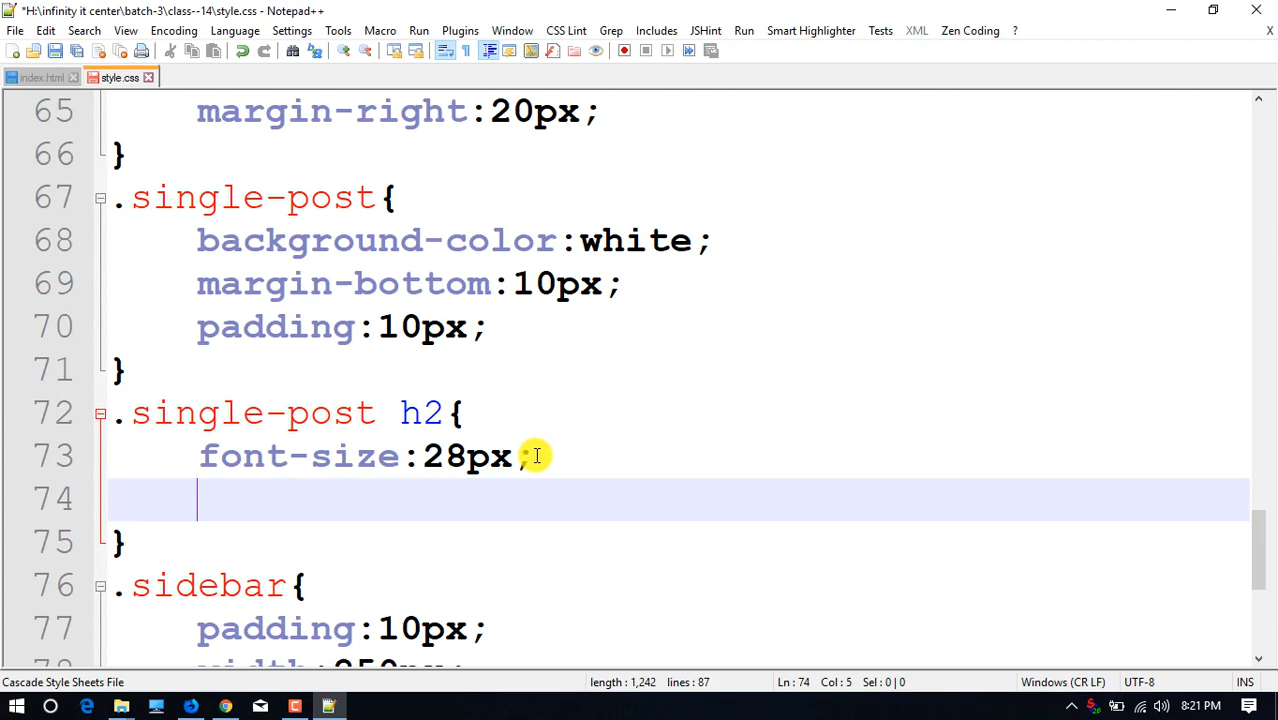 *H:\infinity it center\batch-3\class--14\style.css - Notepad++
File Edit Search View Encoding Language Settings Tools Macro Run Plugins Window CSS Lint Grep Includes JSHint Run Smart Highlighter Tests XML Zen Coding ? X
index.html style.css
65 margin-right:20px;
66 }
67 .single-post{
68 background-color:white;
69 margin-bottom:10px;
70 padding:10px;
71 }
72 .single-post h2{
73 font-size:28px;
74
75 }
76 .sidebar{
77 padding:10px;
78 width:250px;
Cascade Style Sheets File length : 1,242 lines : 87 Ln : 74 Col : 5 Sel : 0 | 0 Windows (CR LF) UTF-8 INS
8:21 PM